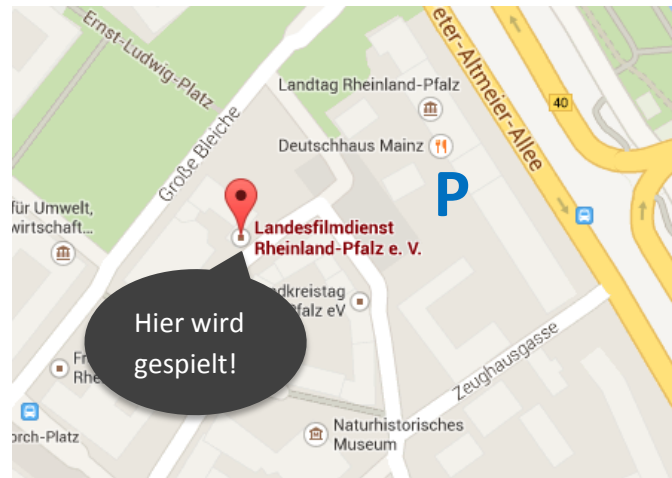 Ernst-Ludwig-Platz
Große Bleiche
Landtag Rheinland-Pfalz
Deutschhaus Mainz
eter-Altmeier-Allee
40
P
für Umwelt,
wirtschaft...
Landesfilmdienst
Rheinland-Pfalz e. V.
Hier wird
gespielt!
dkreistag
falz eV
Fr
Rhe
Zeughausgasse
Naturhistorisches
Museum
orch-Platz